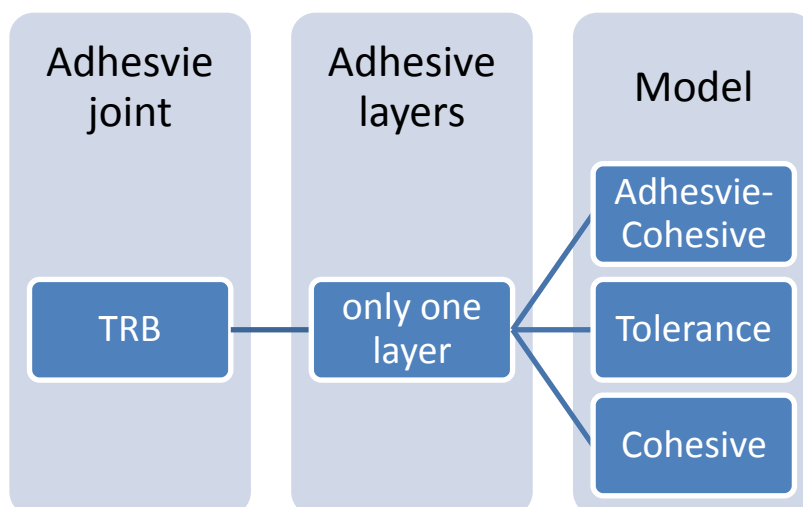 Adhesvie
joint
Adhesive
layers
Model
TRB
only one
layer
Adhesvie-
Cohesive
Tolerance
Cohesive